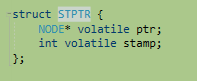 struct STPTR {
    NODE* volatile ptr;
    int volatile stamp;
};